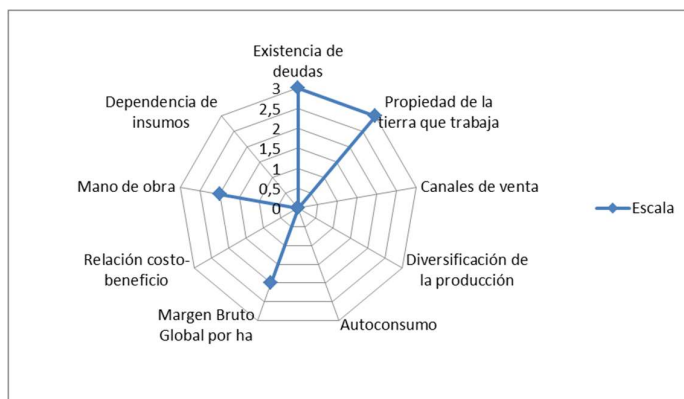 Existencia de
deudas
Propiedad de la
tierra que trabaja
Canales de venta
Diversificación de
la producción
Autoconsumo
Margen Bruto
Global por ha
Relación costo-
beneficio
Mano de obra
Dependencia de
insumos
3
2,5
2
1,5
1
0,5
0
Escala